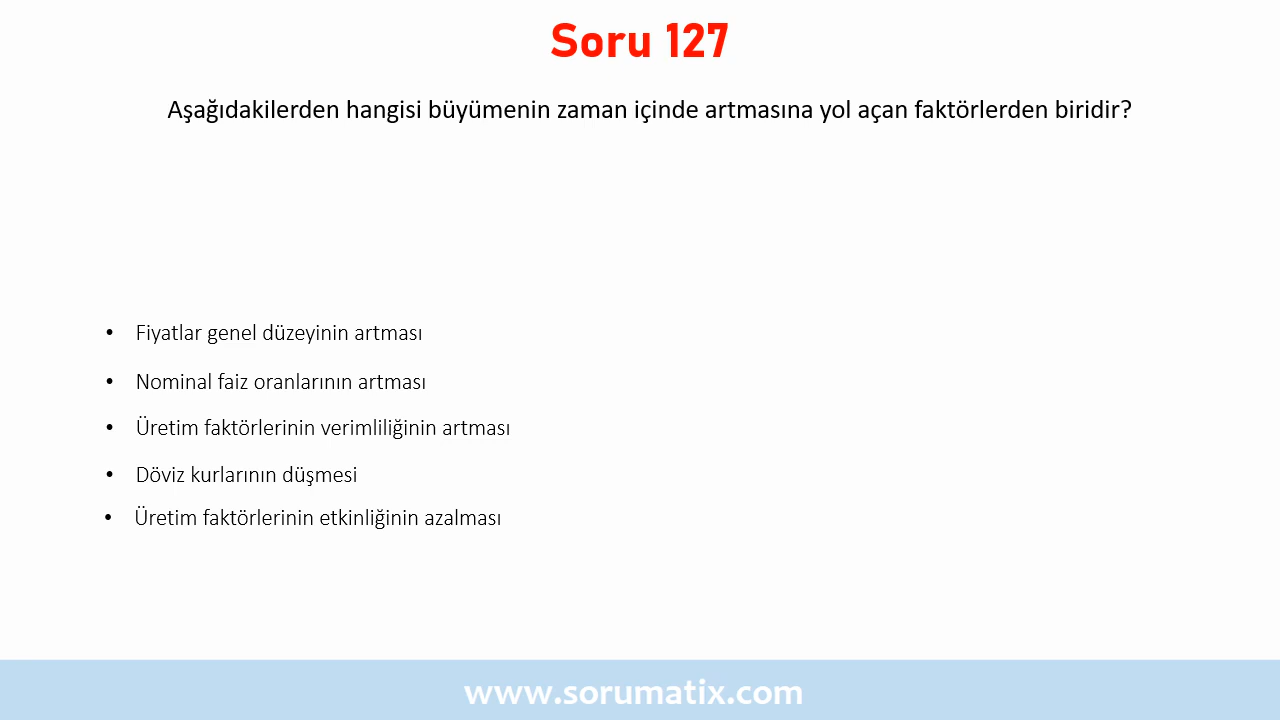 Soru 127
Aşağıdakilerden hangisi büyümenin zaman içinde artmasına yol açan faktörlerden biridir?
• Fiyatlar genel düzeyinin artması
• Nominal faiz oranlarının artması
• Üretim faktörlerinin verimliliğinin artması
• Döviz kurlarının düşmesi
• Üretim faktörlerinin etkinliğinin azalması
www.sorumatix.com